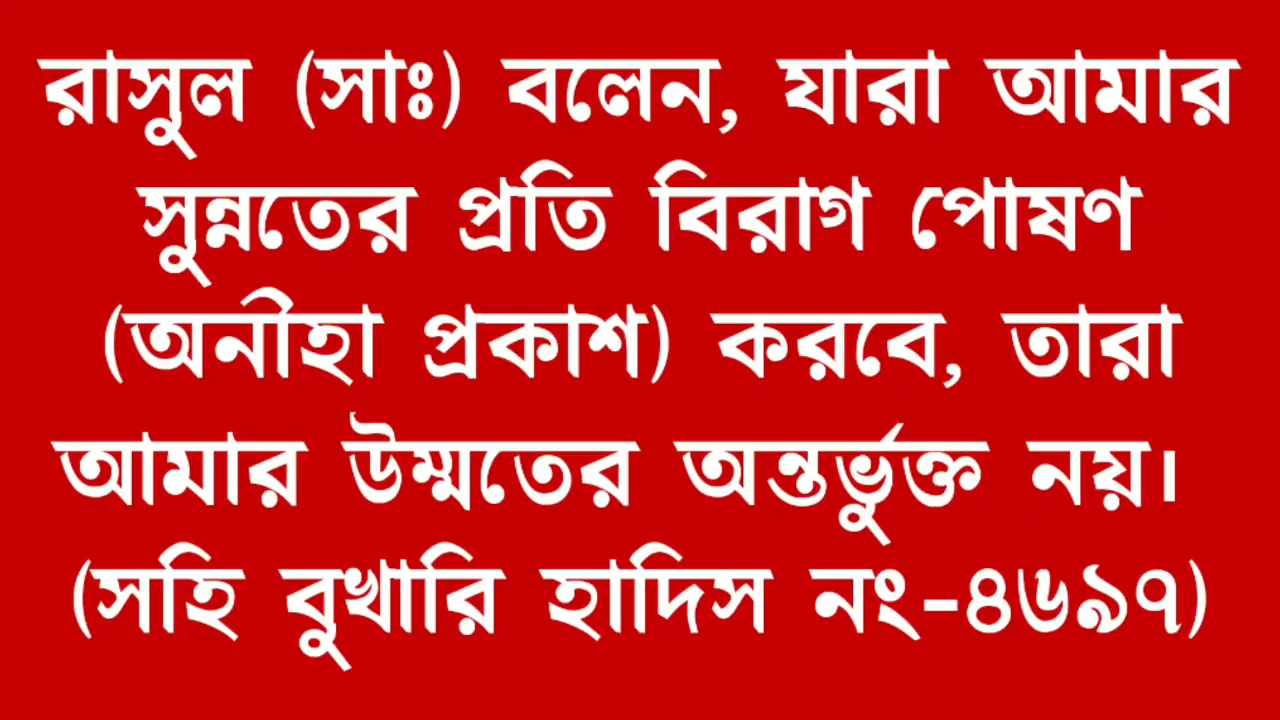 রাসুল (সাঃ) বলেন, যারা আমার
সুন্নতের প্রতি বিরাগ পোষণ
(অনীহা প্রকাশ) করবে, তারা
আমার উম্মতের অন্তর্ভুক্ত নয়।
(সহি বুখারি হাদিস নং-৪৬৯৭)